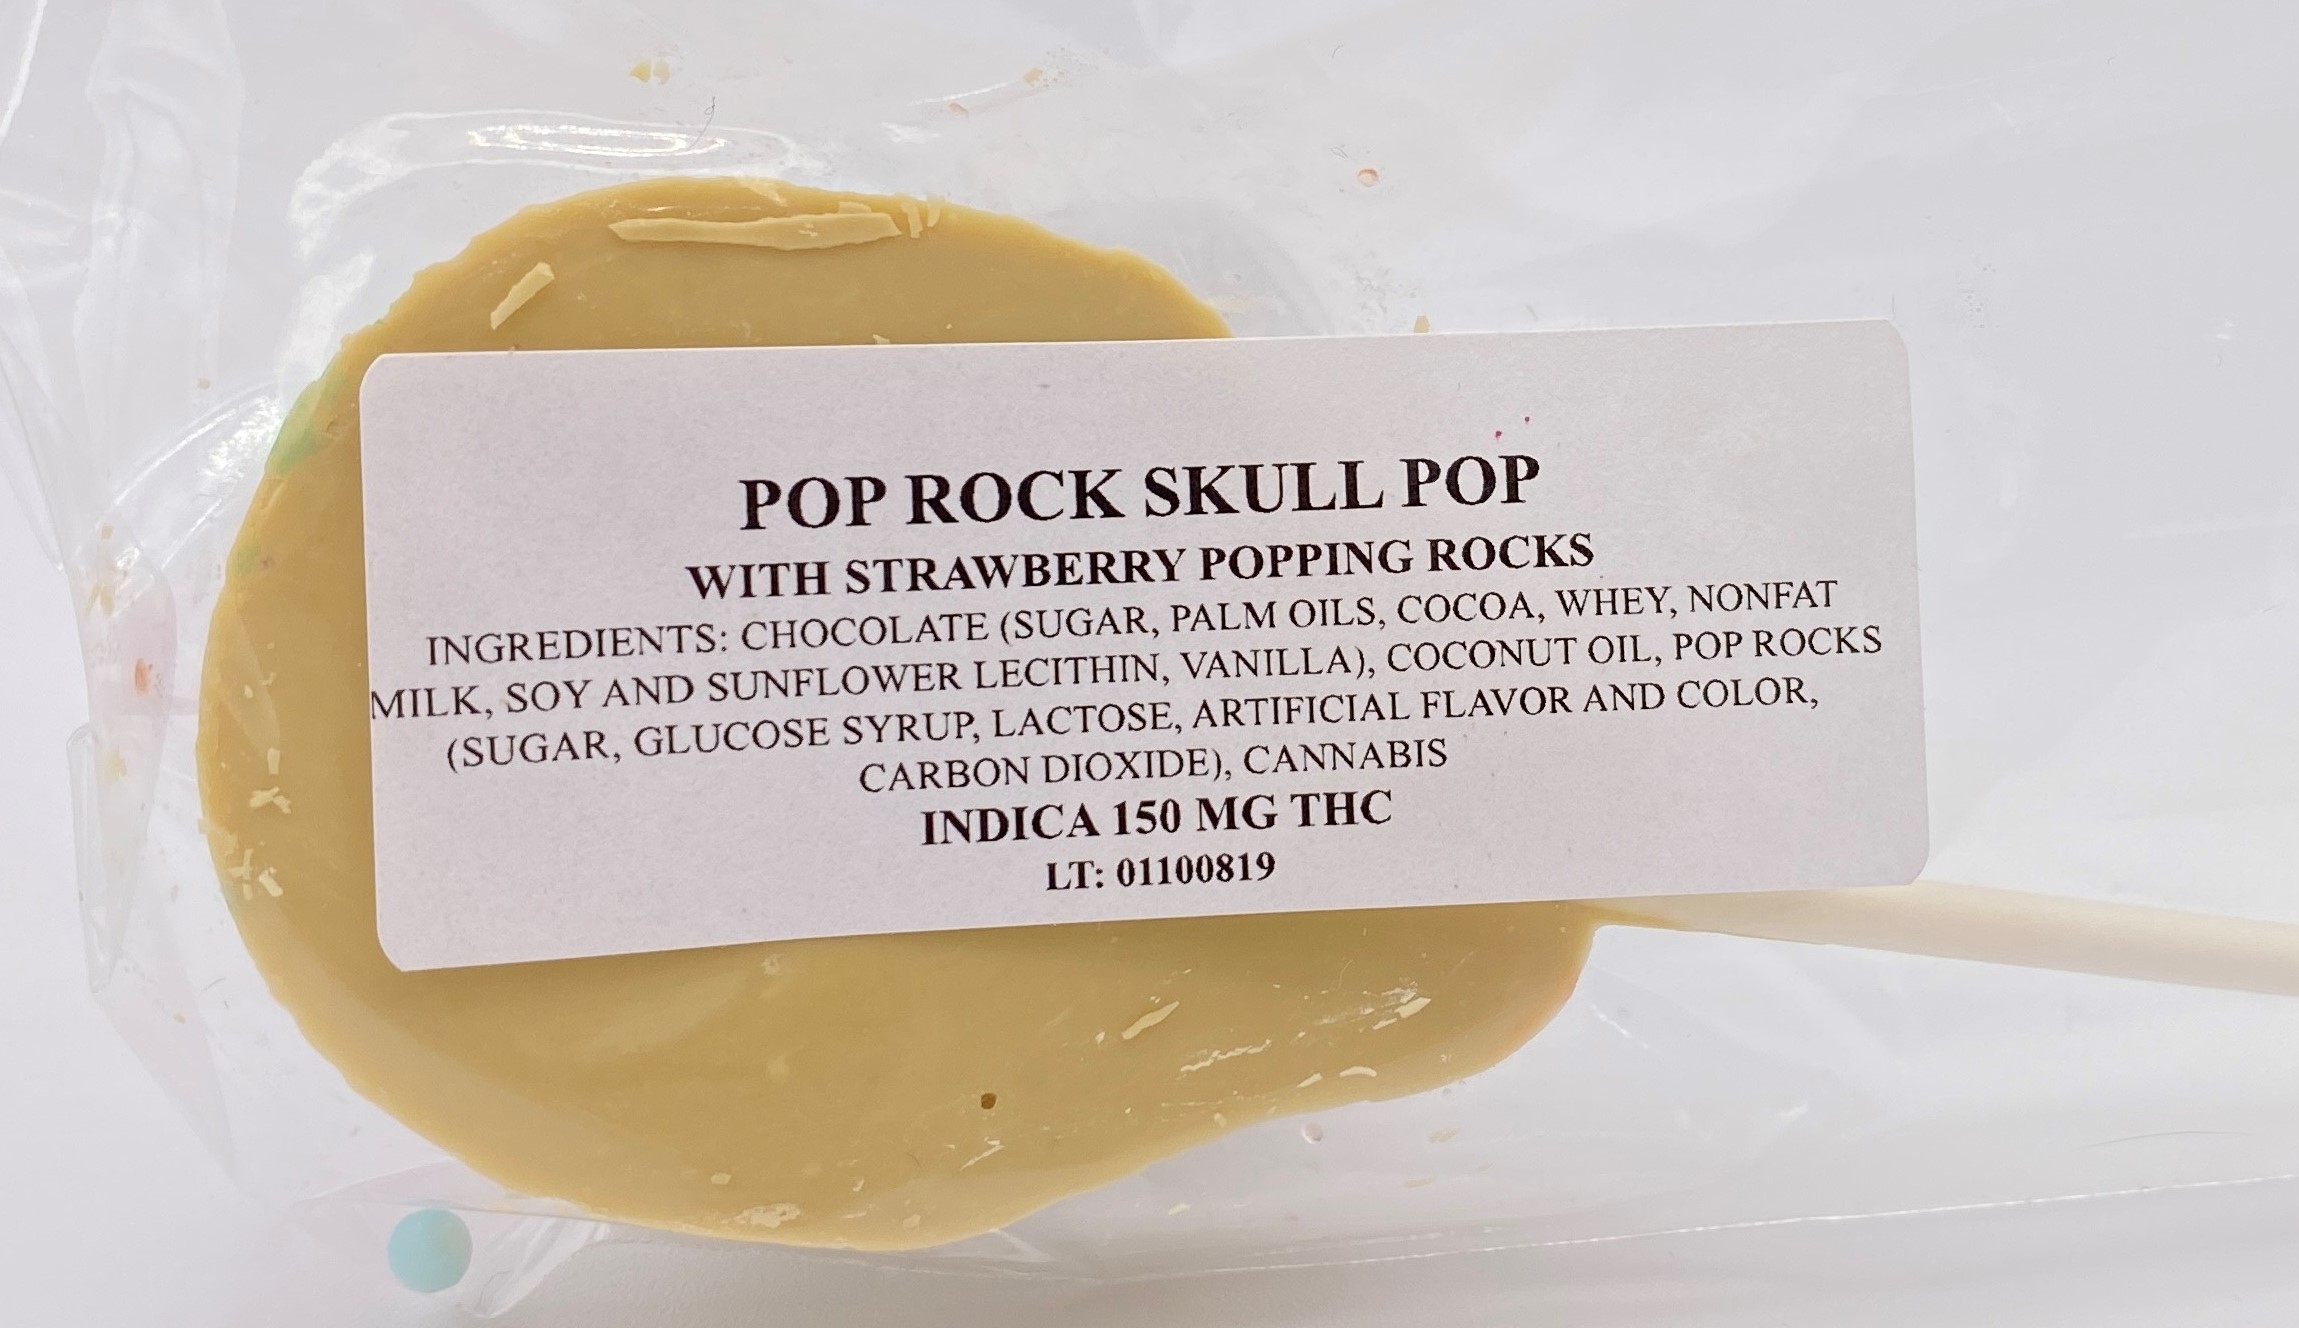 POP ROCK SKULL POP
WITH STRAWBERRY POPPING ROCKS
INGREDIENTS: CHOCOLATE (SUGAR, PALM OILS, COCOA, WHEY, NONFAT
MILK, SOY AND SUNFLOWER LECITHIN, VANILLA), COCONUT OIL, POP ROCKS
(SUGAR, GLUCOSE SYRUP, LACTOSE, ARTIFICIAL FLAVOR AND COLOR,
CARBON DIOXIDE), CANNABIS
INDICA 150 MG THC
LT: 01100819